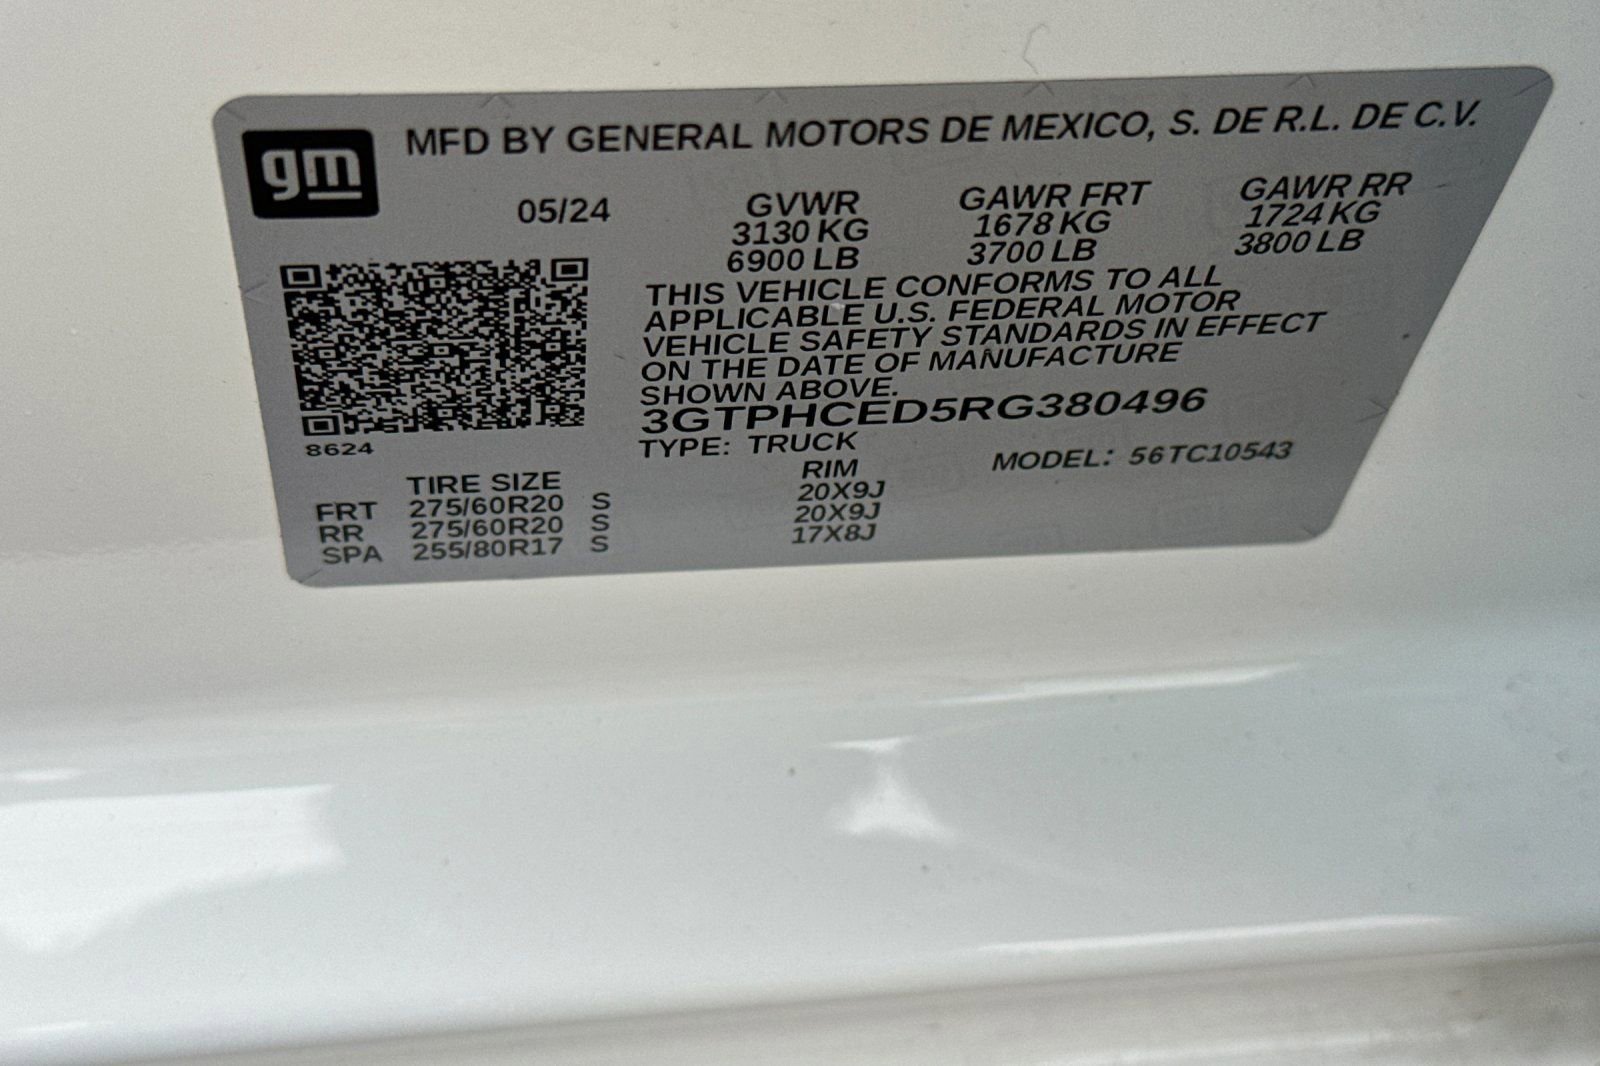 gm
MFD BY GENERAL MOTORS DE MEXICO, S. DE R.L. DE C.V.
05/24
GVWR GAWR FRT GAWR RR
3130 KG 1678 KG 1724 KG
6900 LB 3700 LB 3800 LB
THIS VEHICLE CONFORMS TO ALL
APPLICABLE U.S. FEDERAL MOTOR
VEHICLE SAFETY STANDARDS IN EFFECT
ON THE DATE OF MANUFACTURE
SHOWN ABOVE.
3GTPHCED5RG380496
8624
TYPE: TRUCK MODEL: 56TC10543
TIRE SIZE RIM
FRT 275/60R20 S 20X9J
RR 275/60R20 S 20X9J
SPA 255/80R17 S 17X8J